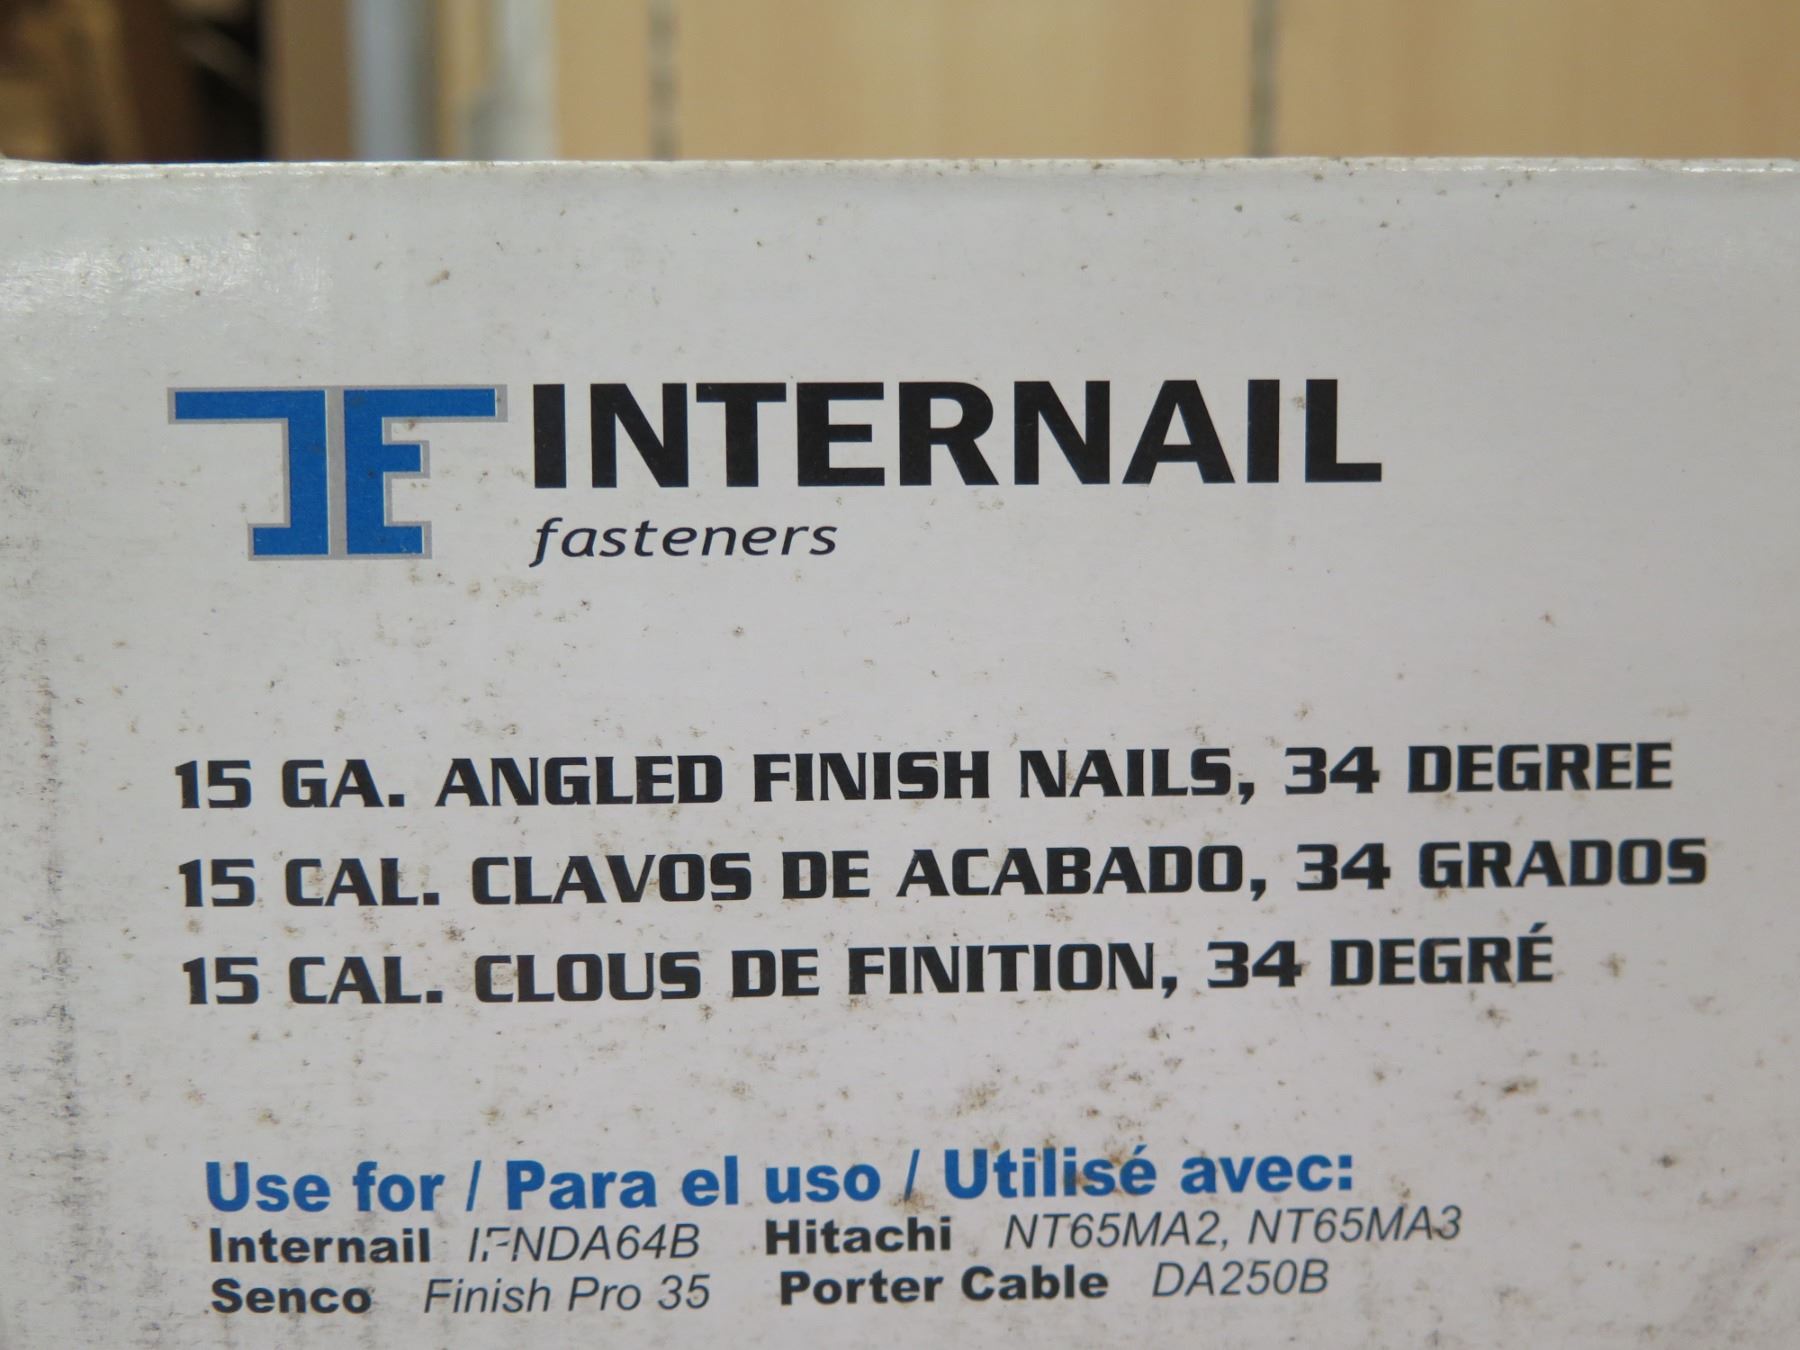 INTERNAIL
fasteners
15 GA. ANGLED FINISH NAILS, 34 DEGREE
15 CAL. CLAVOS DE ACABADO, 34 GRADOS
15 CAL. CLOUS DE FINITION, 34 DEGRÉ
Use for / Para el uso / Utilisé avec:
Internail IFNDA64B Hitachi NT65MA2, NT65MA3
Senco Finish Pro 35 Porter Cable DA250B